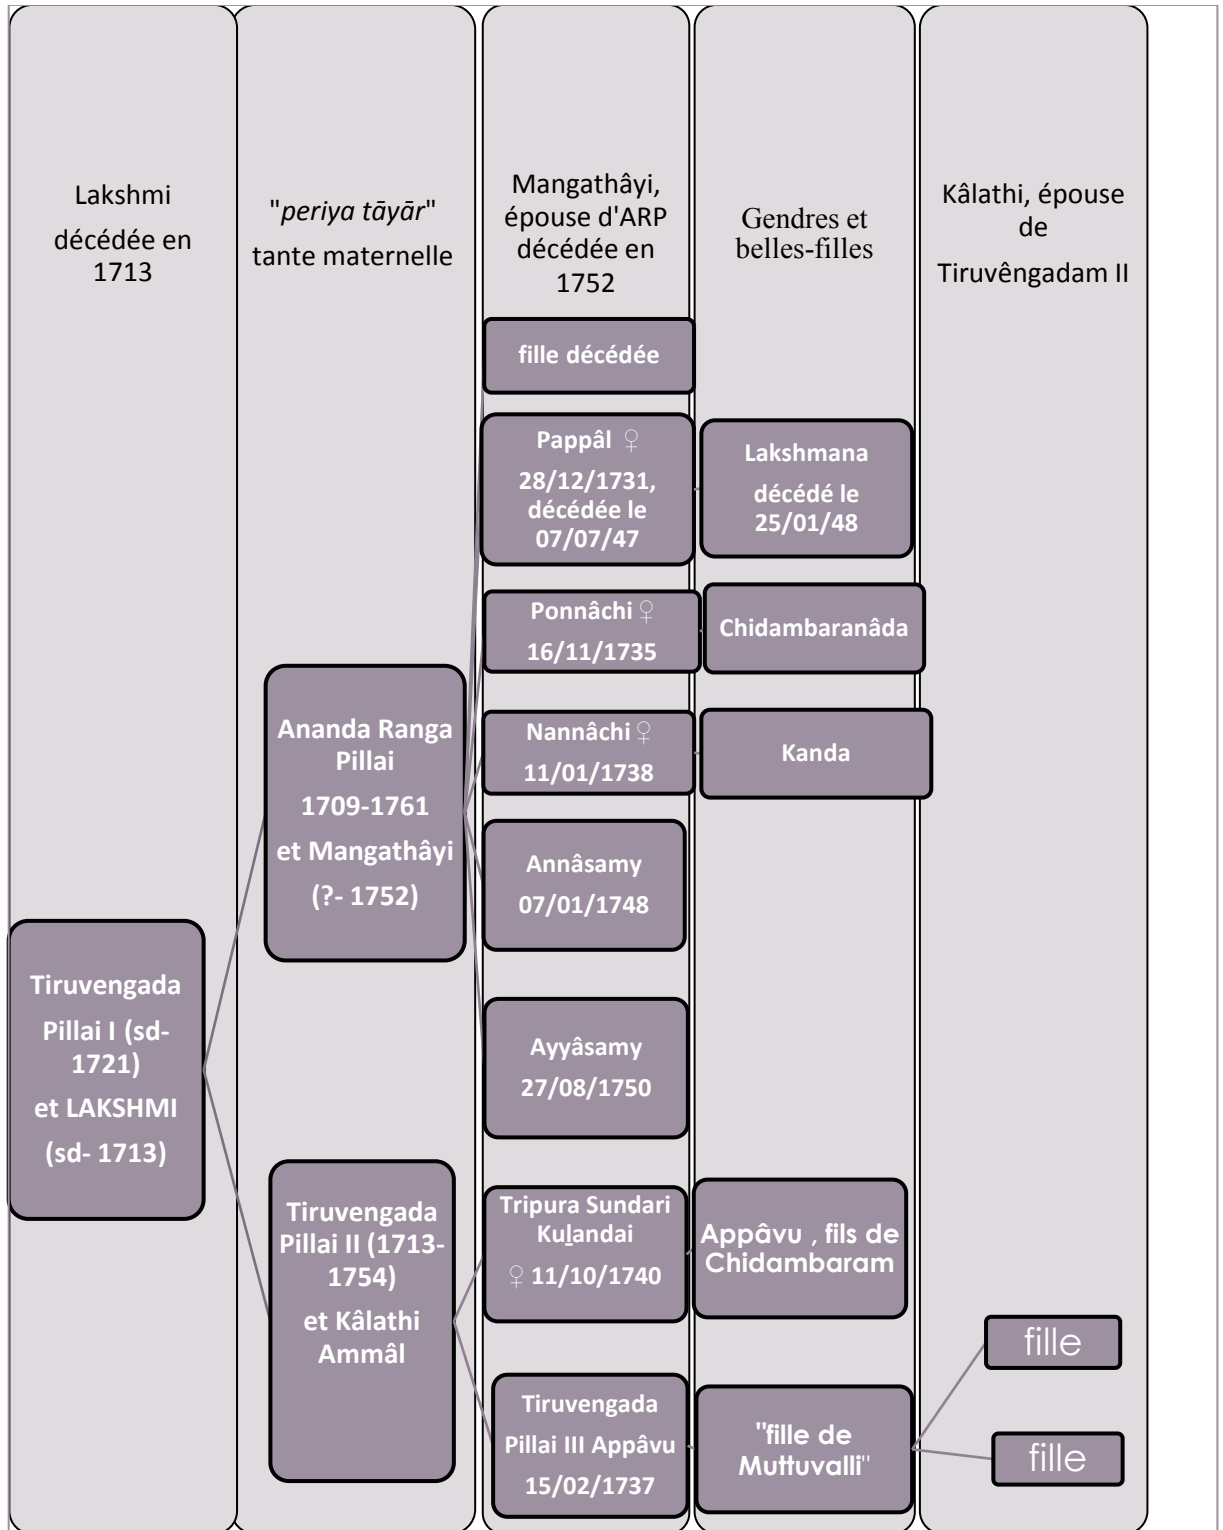 Lakshmi
décédée en
1713
"periya tāyār"
tante maternelle
Mangathâyi,
épouse d'ARP
décédée en
1752
Gendres et
belles-filles
Kâlathi, épouse
de
Tiruvêngadam II
fille décédée
Pappâl ♀
28/12/1731,
décédée le
07/07/47
Lakshmana
décédé le
25/01/48
Ponnâchi ♀
16/11/1735
Chidambaranâda
Nannâchi ♀
11/01/1738
Kanda
Ananda Ranga
Pillai
1709-1761
et Mangathâyi
(?- 1752)
Annâsamy
07/01/1748
Ayyâsamy
27/08/1750
Tiruvengada
Pillai I (sd-
1721)
et LAKSHMI
(sd- 1713)
Tiruvengada
Pillai II (1713-
1754)
et Kâlathi
Ammâl
Tripura Sundari
Kuḻandai
♀ 11/10/1740
Appâvu , fils de
Chidambaram
Tiruvengada
Pillai III Appâvu
15/02/1737
"fille de
Muttuvalli"
fille
fille